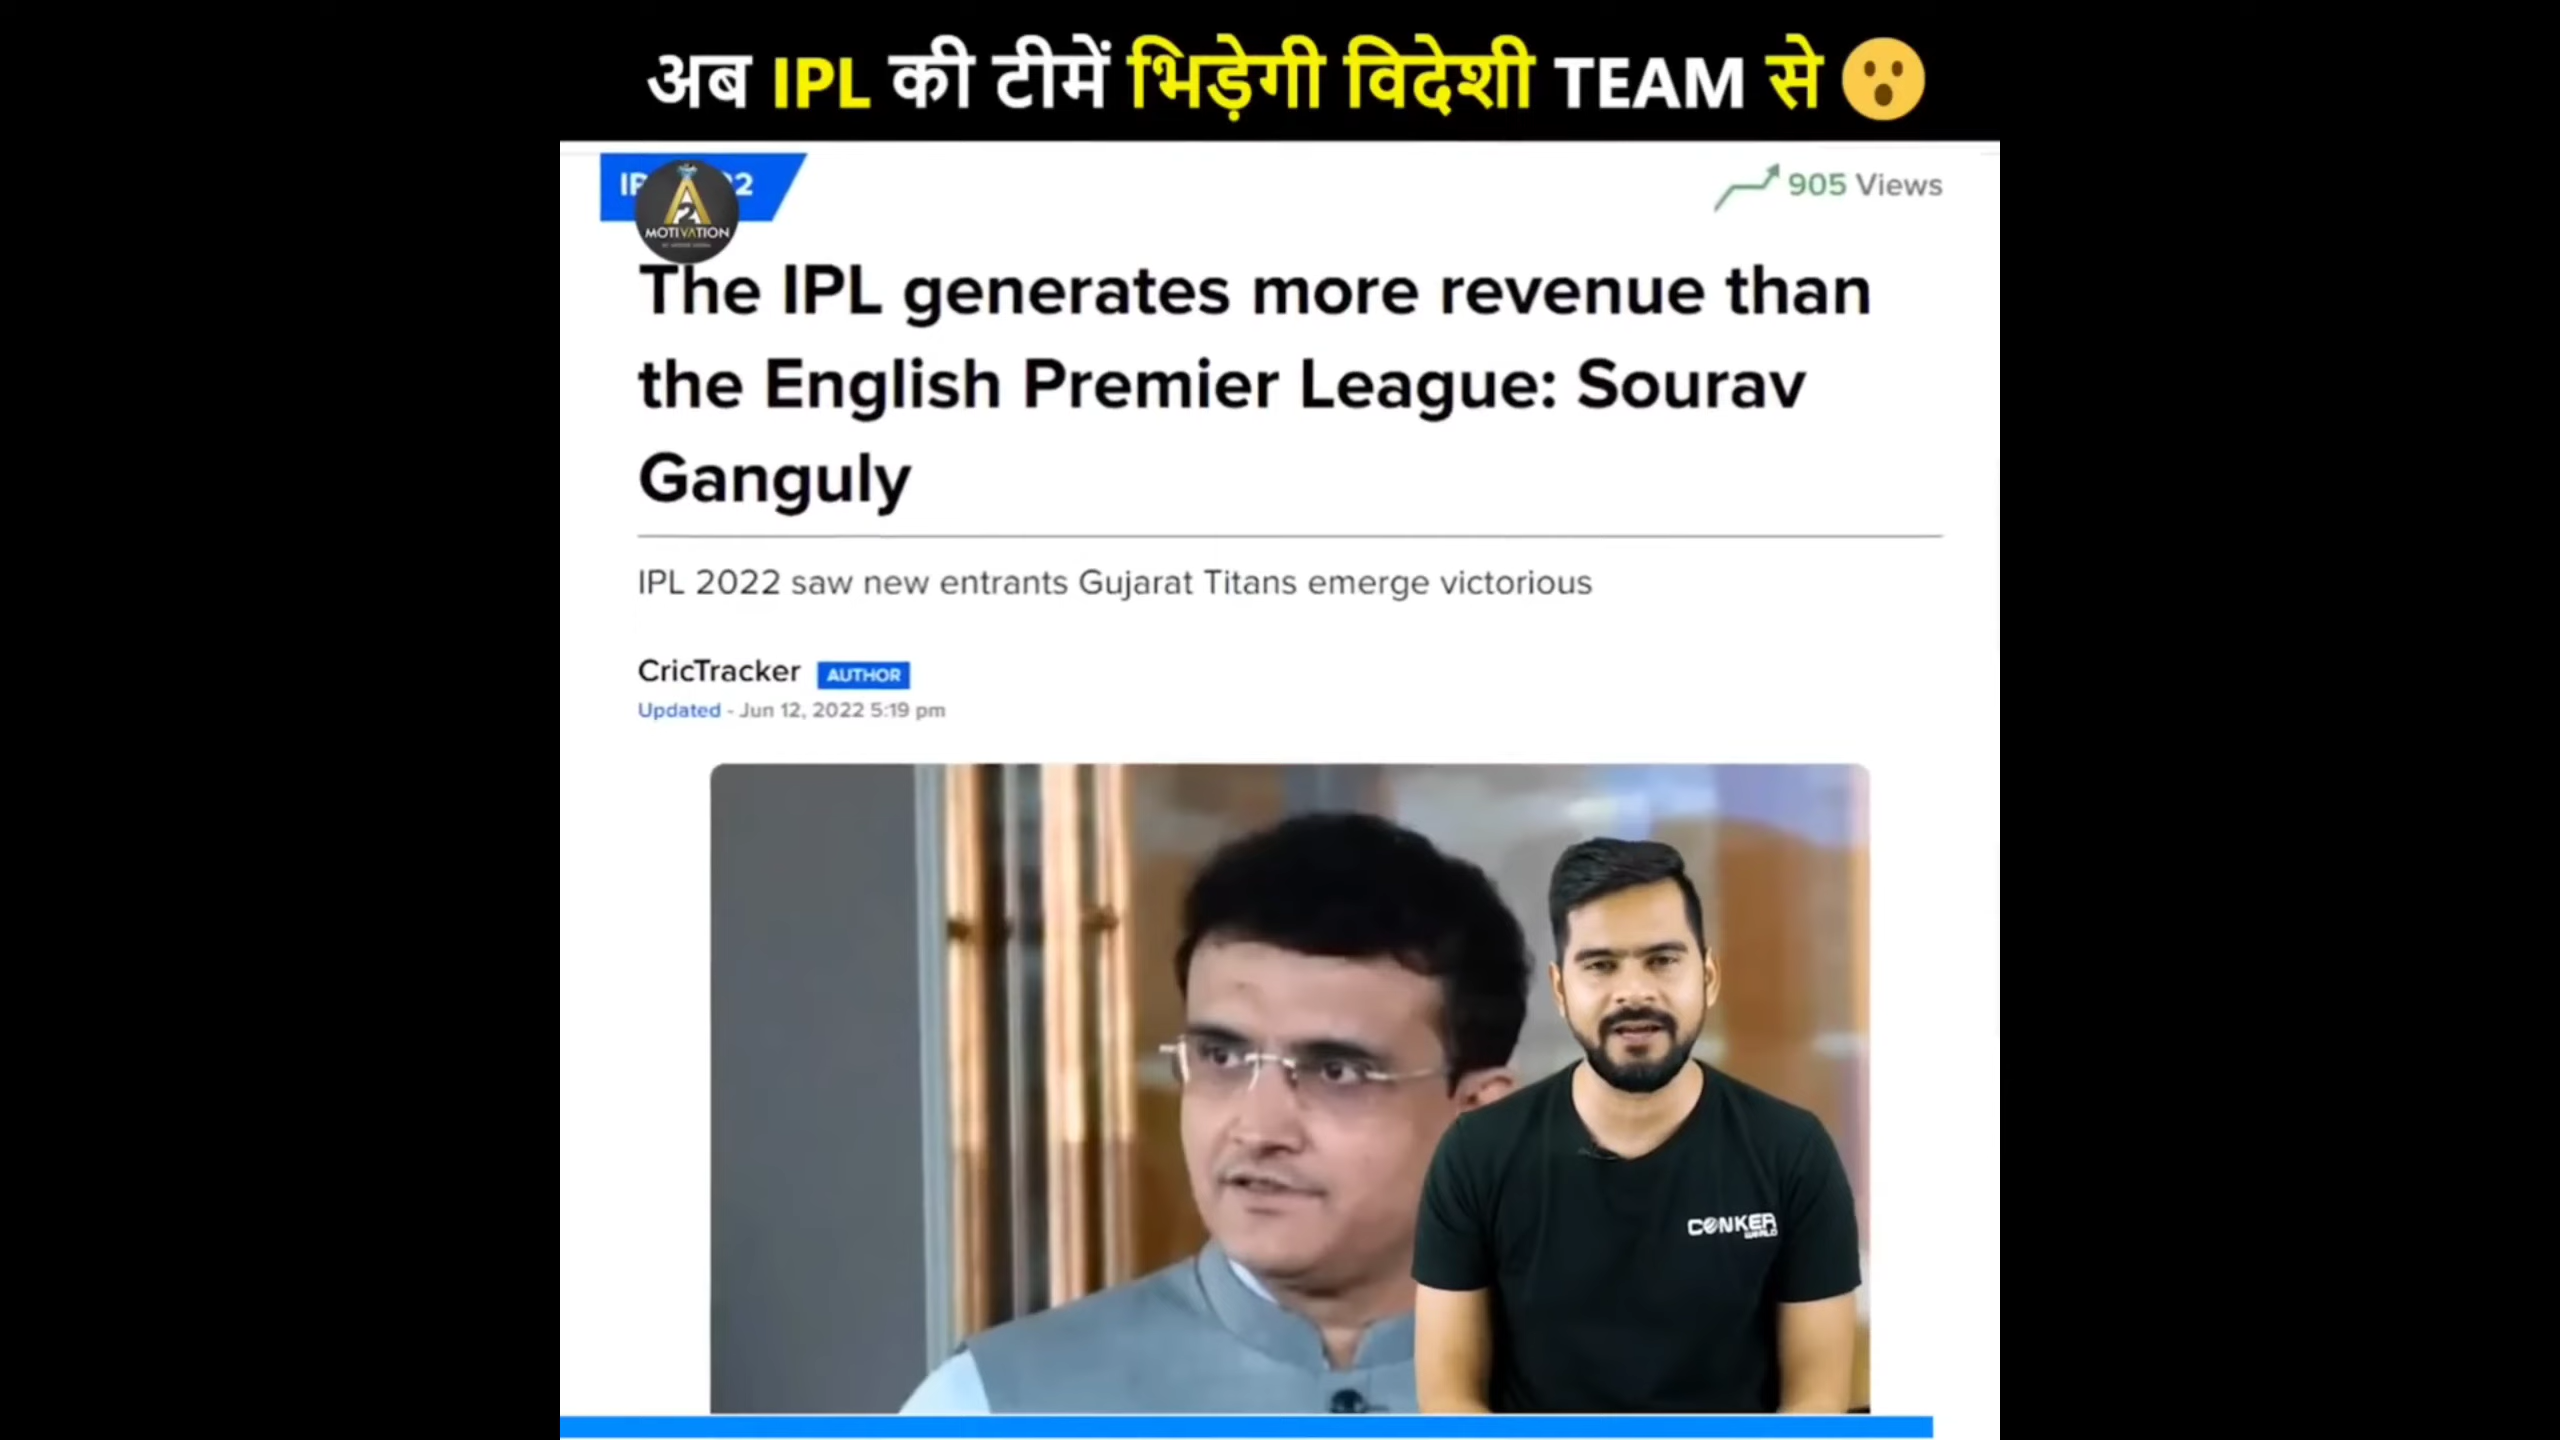 अब IPL की टीमें भिड़ेगी विदेशी TEAM से
905 Views
MOTIVATION
The IPL generates more revenue than
the English Premier League: Sourav
Ganguly
IPL 2022 saw new entrants Gujarat Titans emerge victorious
CricTracker AUTHOR
Updated - Jun 12, 2022 5:19 pm
CONKER
WORLD